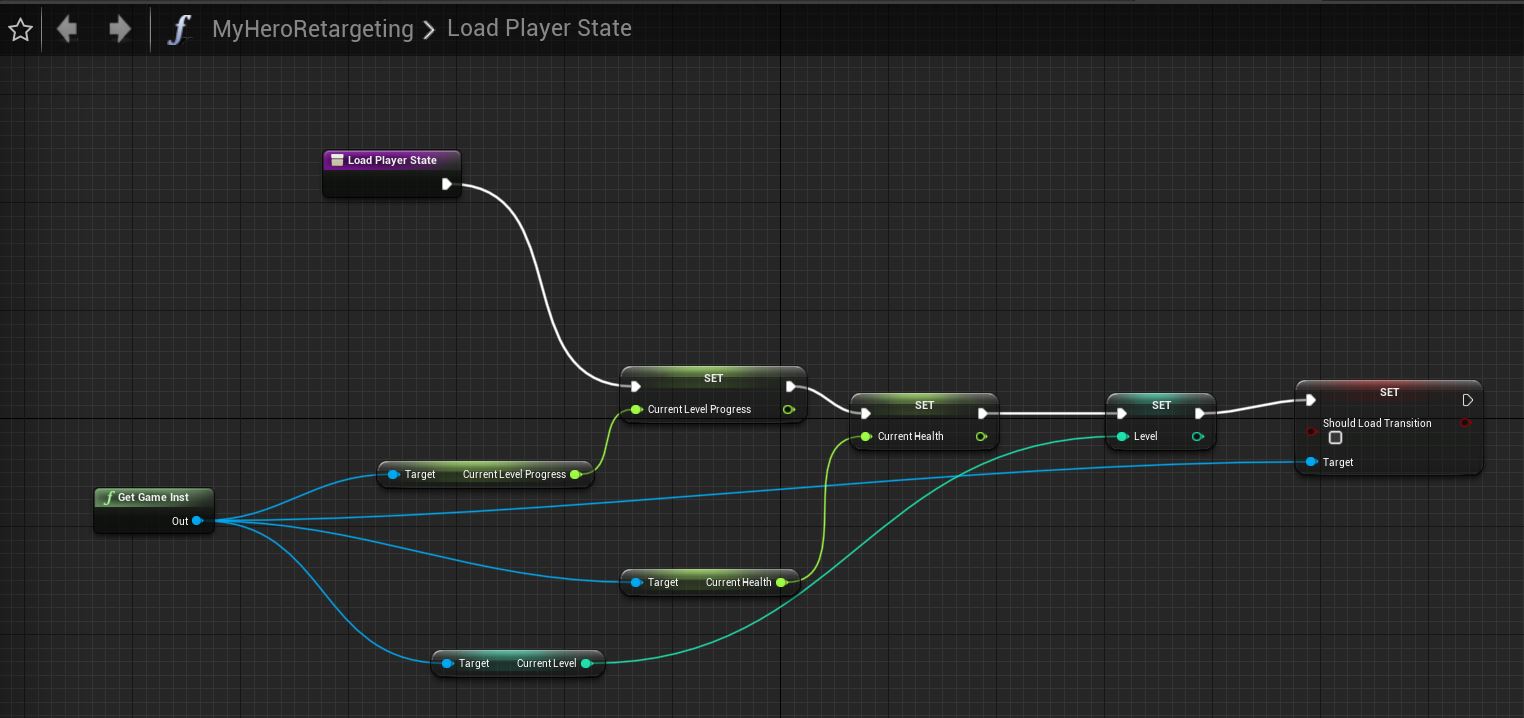 MyHeroRetargeting > Load Player State
Load Player State
SET
Current Level Progress
SET
Current Health
SET
Level
SET
Should Load Transition
Target
Target Current Level Progress
Get Game Inst
Out
Target Current Health
Target Current Level